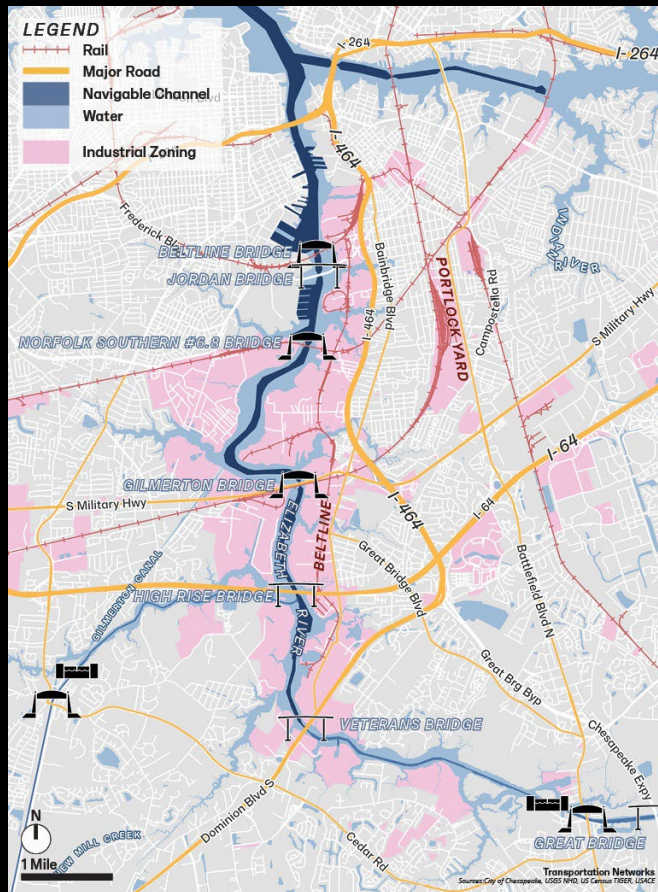 LEGEND
Rail
Major Road
Navigable Channel
Water
Industrial Zoning
I-264
I-264
I-464
Frederick Bl
BELTLINE BRIDGE
JORDAN BRIDGE
Bainbridge Blvd
INDIAN RIVER
PORTLOCK YARD
Campostella Rd
I-464
S Military Hwy
NORFOLK SOUTHERN #6.8 BRIDGE
I-64
GILMERTON BRIDGE
S Military Hwy
I-464
I-64
ELIZABETH RIVER
BELTLINE
GILMERTON CANAL
Great Bridge Blvd
Battlefield Blvd N
HIGH RISE BRIDGE
Great Brg Byp
VETERANS BRIDGE
Chesapeake Expy
Dominion Blvd S
GREAT BRIDGE
Cedar Rd
N
1 Mile
NEW MILL CREEK
Transportation Networks
Sources: City of Chesapeake, USGS NHD, US Census TIGER, USACE